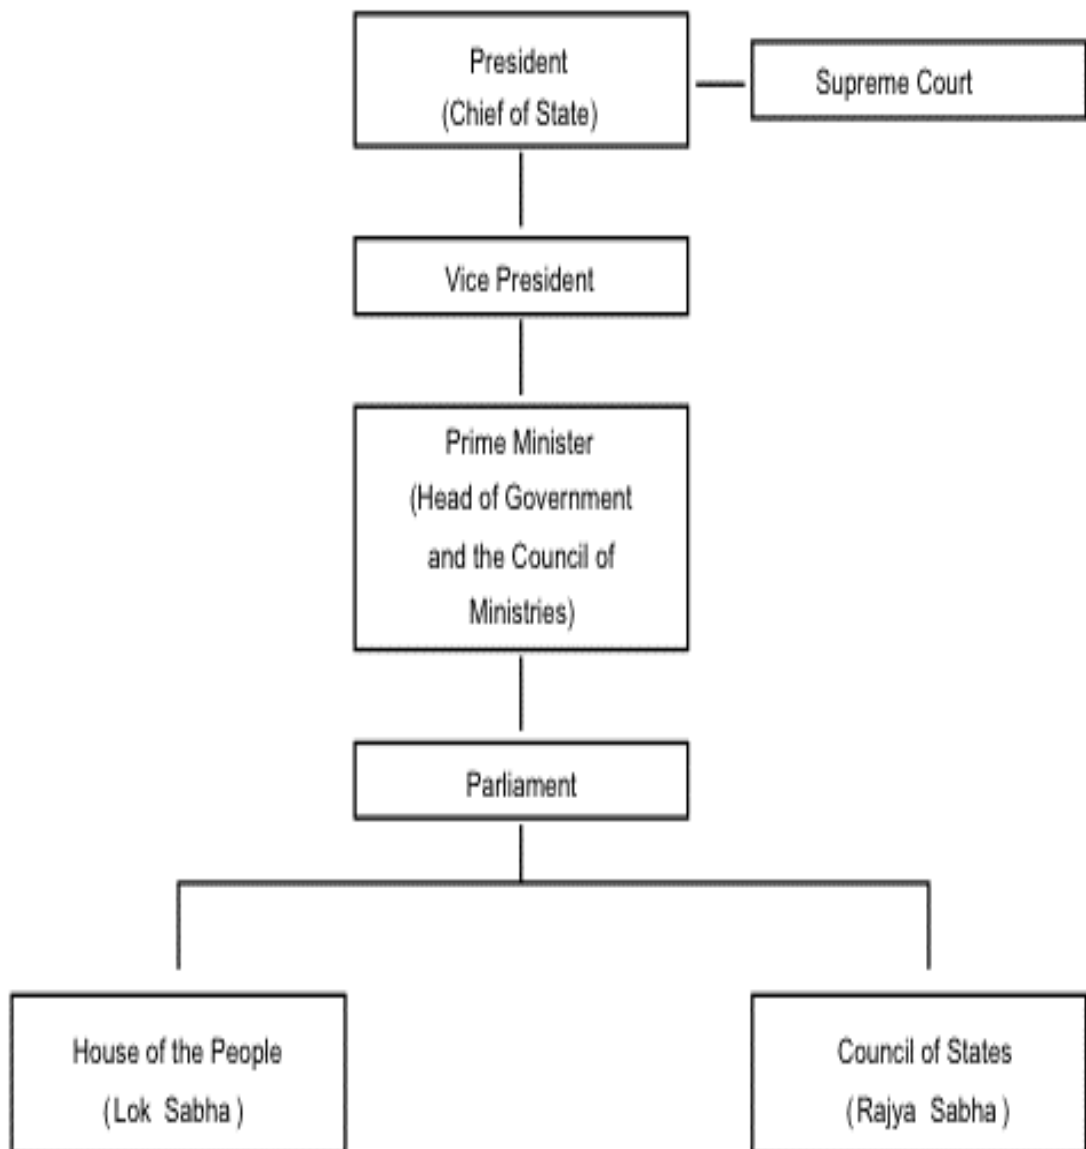 President
(Chief of State)
Supreme Court
Vice President
Prime Minister
(Head of Government
and the Council of
Ministries)
Parliament
House of the People
(Lok Sabha)
Council of States
(Rajya Sabha)